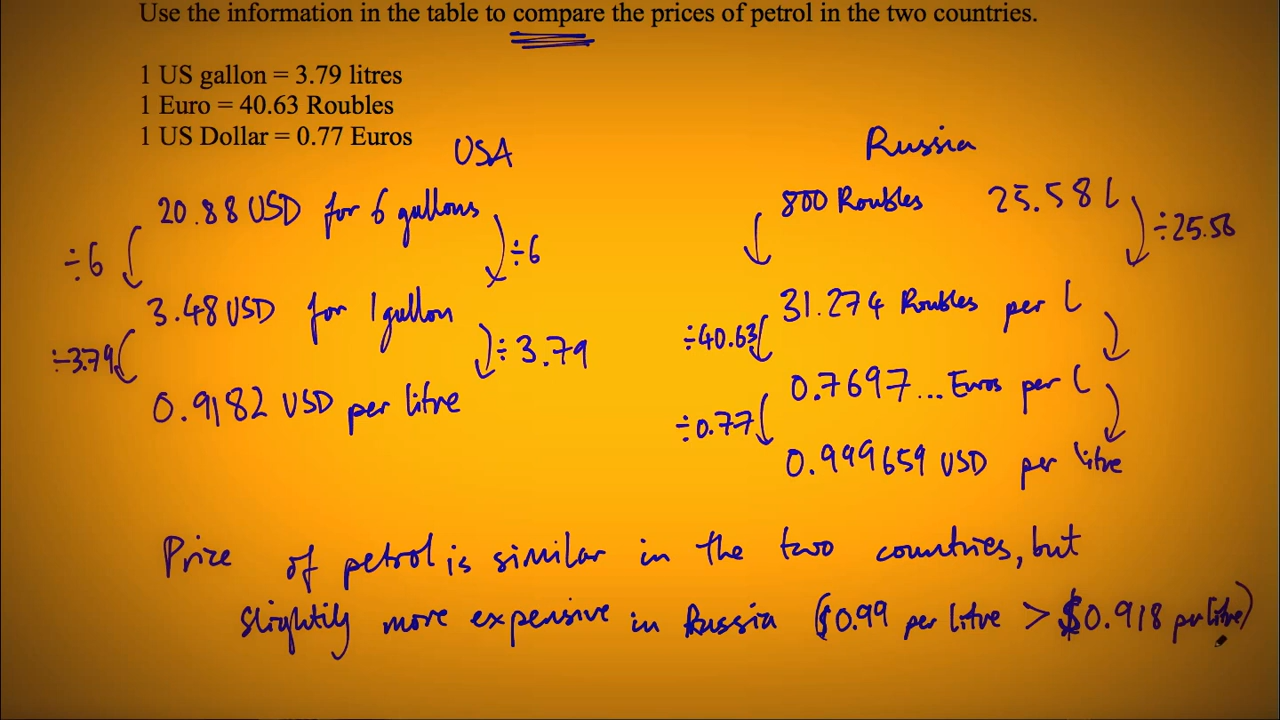 Use the information in the table to compare the prices of petrol in the two countries.
1 US gallon = 3.79 litres
1 Euro = 40.63 Roubles
1 US Dollar = 0.77 Euros
USA
20.88 USD for 6 gallons
÷6
÷6
3.48 USD for 1 gallon
÷3.79
÷3.79
0.9182 USD per litre
Russia
800 Roubles 25.58 l
÷25.58
31.274 Roubles per l
÷40.63
0.7697... Euros per l
÷0.77
0.999659 USD per litre
Price of petrol is similar in the two countries, but
slightily more expensive in Russia ($0.99 per litre > $0.918 per litre)